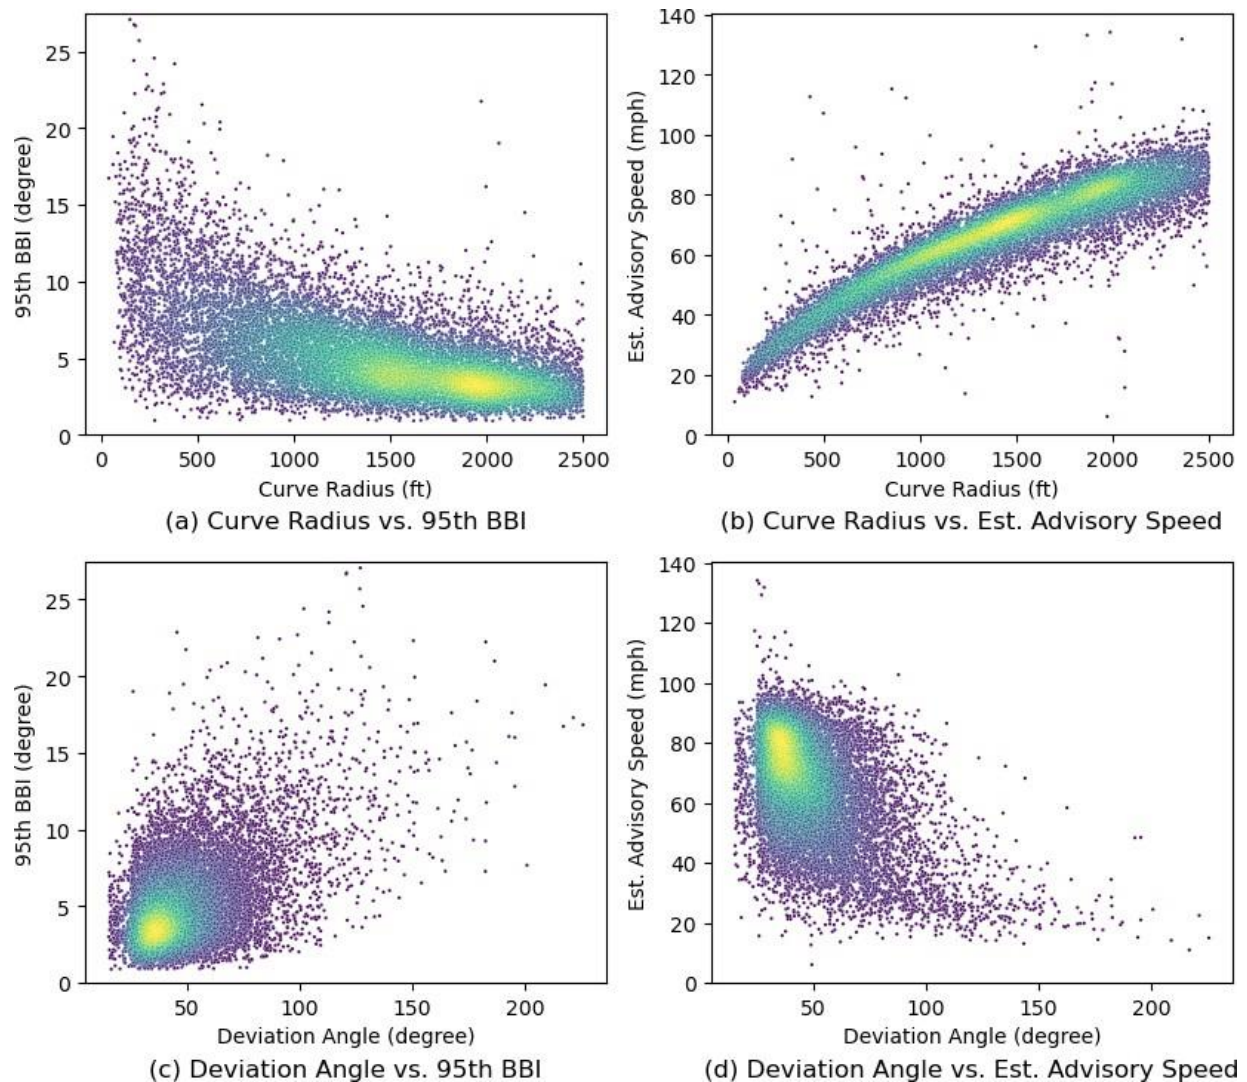 25
20
15
10
5
0
95th BBI (degree)
0 500 1000 1500 2000 2500
Curve Radius (ft)
(a) Curve Radius vs. 95th BBI
140
120
100
80
60
40
20
0
Est. Advisory Speed (mph)
0 500 1000 1500 2000 2500
Curve Radius (ft)
(b) Curve Radius vs. Est. Advisory Speed
25
20
15
10
5
0
95th BBI (degree)
50 100 150 200
Deviation Angle (degree)
(c) Deviation Angle vs. 95th BBI
140
120
100
80
60
40
20
0
Est. Advisory Speed (mph)
50 100 150 200
Deviation Angle (degree)
(d) Deviation Angle vs. Est. Advisory Speed